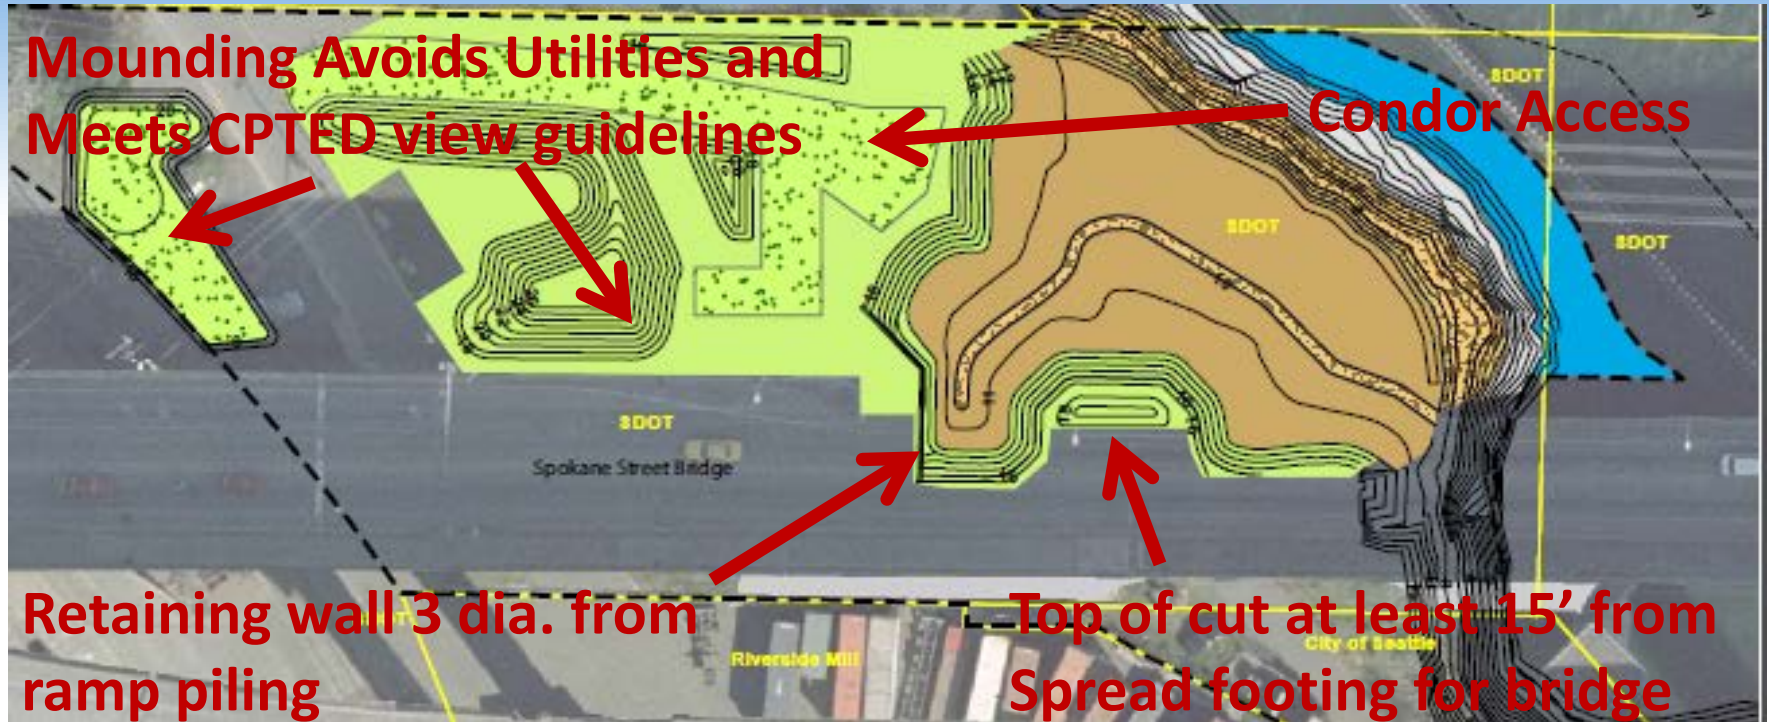 Mounding Avoids Utilities and
Meets CPTED view guidelines
Condor Access
SDOT
SDOT
SDOT
SDOT
Spokane Street Bridge
Retaining wall 3 dia. from
ramp piling
Top of cut at least 15’ from
Spread footing for bridge
City of Seattle
Riverside Mill